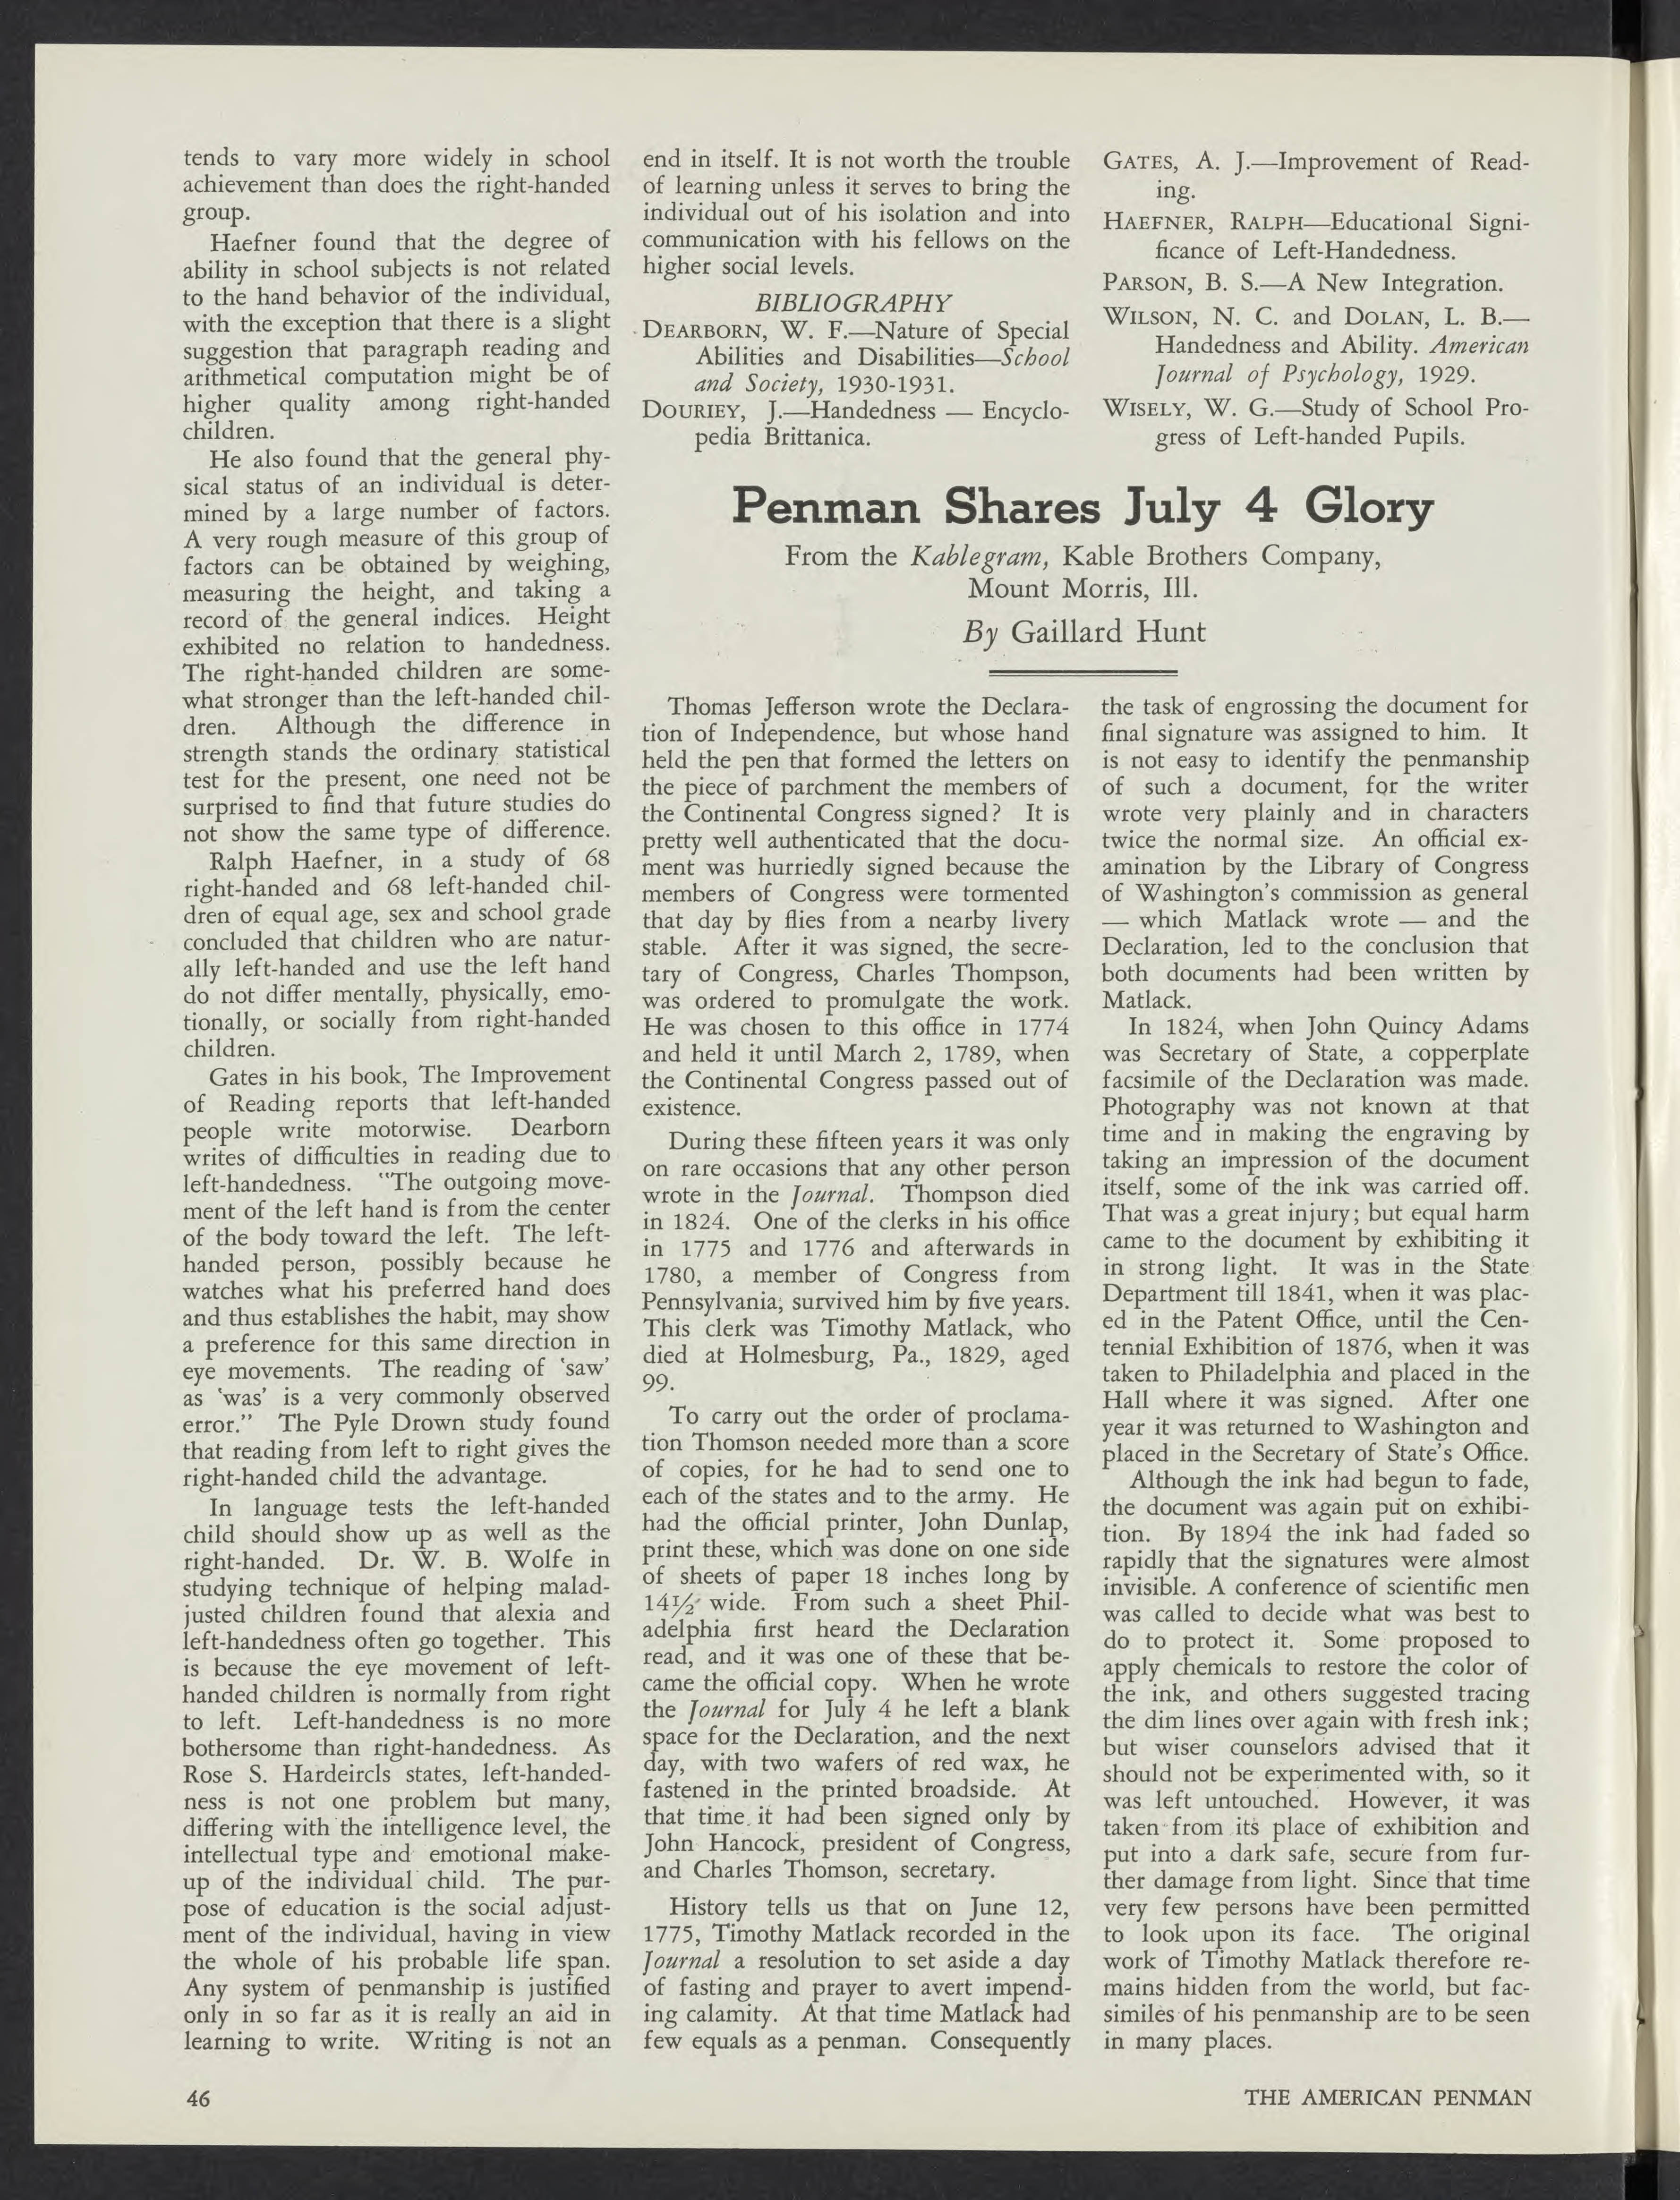 tends to vary more widely in school
achievement than does the right-handed
group.
Haefner found that the degree of
ability in school subjects is not related
to the hand behavior of the individual,
with the exception that there is a slight
suggestion that paragraph reading and
arithmetical computation might be of
higher quality among right-handed
children.
He also found that the general phy-
sical status of an individual is deter-
mined by a large number of factors.
A very rough measure of this group of
factors can be obtained by weighing,
measuring the height, and taking a
record of the general indices. Height
exhibited no relation to handedness.
The right-handed children are some-
what stronger than the left-handed chil-
dren. Although the difference in
strength stands the ordinary statistical
test for the present, one need not be
surprised to find that future studies do
not show the same type of difference.
Ralph Haefner, in a study of 68
right-handed and 68 left-handed chil-
dren of equal age, sex and school grade
concluded that children who are natur-
ally left-handed and use the left hand
do not differ mentally, physically, emo-
tionally, or socially from right-handed
children.
Gates in his book, The Improvement
of Reading reports that left-handed
people write motorwise. Dearborn
writes of difficulties in reading due to
left-handedness. "The outgoing move-
ment of the left hand is from the center
of the body toward the left. The left-
handed person, possibly because he
watches what his preferred hand does
and thus establishes the habit, may show
a preference for this same direction in
eye movements. The reading of 'saw'
as 'was' is a very commonly observed
error." The Pyle Drown study found
that reading from left to right gives the
right-handed child the advantage.
In language tests the left-handed
child should show up as well as the
right-handed. Dr. W. B. Wolfe in
studying technique of helping malad-
justed children found that alexia and
left-handedness often go together. This
is because the eye movement of left-
handed children is normally from right
to left. Left-handedness is no more
bothersome than right-handedness. As
Rose S. Hardeircls states, left-handed-
ness is not one problem but many,
differing with the intelligence level, the
intellectual type and emotional make-
up of the individual child. The pur-
pose of education is the social adjust-
ment of the individual, having in view
the whole of his probable life span.
Any system of penmanship is justified
only in so far as it is really an aid in
learning to write. Writing is not an
end in itself. It is not worth the trouble
of learning unless it serves to bring the
individual out of his isolation and into
communication with his fellows on the
higher social levels.
BIBLIOGRAPHY
DEARBORN, W. F.—Nature of Special
Abilities and Disabilities—School
and Society, 1930-1931.
DOURIEY, J.—Handedness — Encyclo-
pedia Brittanica.
GATES, A. J.—Improvement of Read-
ing.
HAEFNER, RALPH—Educational Signi-
ficance of Left-Handedness.
PARSON, B. S.—A New Integration.
WILSON, N. C. and DOLAN, L. B.—
Handedness and Ability. American
Journal of Psychology, 1929.
WISELY, W. G.—Study of School Pro-
gress of Left-handed Pupils.
Penman Shares July 4 Glory
From the Kablegram, Kable Brothers Company,
Mount Morris, Ill.
By Gaillard Hunt
Thomas Jefferson wrote the Declara-
tion of Independence, but whose hand
held the pen that formed the letters on
the piece of parchment the members of
the Continental Congress signed? It is
pretty well authenticated that the docu-
ment was hurriedly signed because the
members of Congress were tormented
that day by flies from a nearby livery
stable. After it was signed, the secre-
tary of Congress, Charles Thompson,
was ordered to promulgate the work.
He was chosen to this office in 1774
and held it until March 2, 1789, when
the Continental Congress passed out of
existence.
During these fifteen years it was only
on rare occasions that any other person
wrote in the Journal. Thompson died
in 1824. One of the clerks in his office
in 1775 and 1776 and afterwards in
1780, a member of Congress from
Pennsylvania, survived him by five years.
This clerk was Timothy Matlack, who
died at Holmesburg, Pa., 1829, aged
99.
To carry out the order of proclama-
tion Thomson needed more than a score
of copies, for he had to send one to
each of the states and to the army. He
had the official printer, John Dunlap,
print these, which was done on one side
of sheets of paper 18 inches long by
14½ wide. From such a sheet Phil-
adelphia first heard the Declaration
read, and it was one of these that be-
came the official copy. When he wrote
the Journal for July 4 he left a blank
space for the Declaration, and the next
day, with two wafers of red wax, he
fastened in the printed broadside. At
that time it had been signed only by
John Hancock, president of Congress,
and Charles Thomson, secretary.
History tells us that on June 12,
1775, Timothy Matlack recorded in the
Journal a resolution to set aside a day
of fasting and prayer to avert impend-
ing calamity. At that time Matlack had
few equals as a penman. Consequently
the task of engrossing the document for
final signature was assigned to him. It
is not easy to identify the penmanship
of such a document, for the writer
wrote very plainly and in characters
twice the normal size. An official ex-
amination by the Library of Congress
of Washington's commission as general
— which Matlack wrote — and the
Declaration, led to the conclusion that
both documents had been written by
Matlack.
In 1824, when John Quincy Adams
was Secretary of State, a copperplate
facsimile of the Declaration was made.
Photography was not known at that
time and in making the engraving by
taking an impression of the document
itself, some of the ink was carried off.
That was a great injury; but equal harm
came to the document by exhibiting it
in strong light. It was in the State
Department till 1841, when it was plac-
ed in the Patent Office, until the Cen-
tennial Exhibition of 1876, when it was
taken to Philadelphia and placed in the
Hall where it was signed. After one
year it was returned to Washington and
placed in the Secretary of State's Office.
Although the ink had begun to fade,
the document was again put on exhibi-
tion. By 1894 the ink had faded so
rapidly that the signatures were almost
invisible. A conference of scientific men
was called to decide what was best to
do to protect it. Some proposed to
apply chemicals to restore the color of
the ink, and others suggested tracing
the dim lines over again with fresh ink;
but wiser counselors advised that it
should not be experimented with, so it
was left untouched. However, it was
taken from its place of exhibition and
put into a dark safe, secure from fur-
ther damage from light. Since that time
very few persons have been permitted
to look upon its face. The original
work of Timothy Matlack therefore re-
mains hidden from the world, but fac-
similes of his penmanship are to be seen
in many places.
46
THE AMERICAN PENMAN